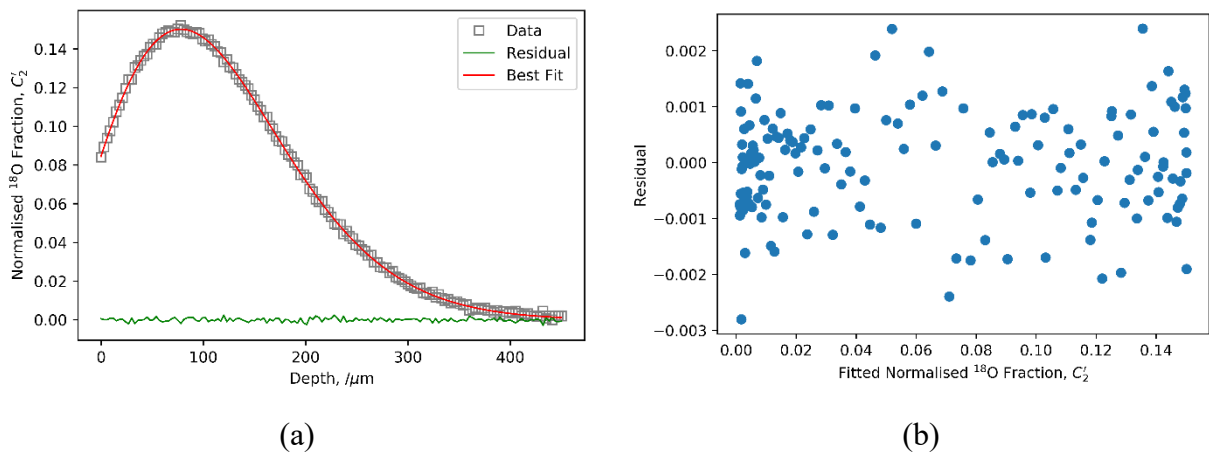 0.14
0.12
0.10
0.08
0.06
0.04
0.02
0.00
Normalised ¹⁸O Fraction, C₂′
Data
Residual
Best Fit
0 100 200 300 400
Depth, /μm
(a)
0.002
0.001
0.000
−0.001
−0.002
−0.003
Residual
0.00 0.02 0.04 0.06 0.08 0.10 0.12 0.14
Fitted Normalised ¹⁸O Fraction, C₂′
(b)